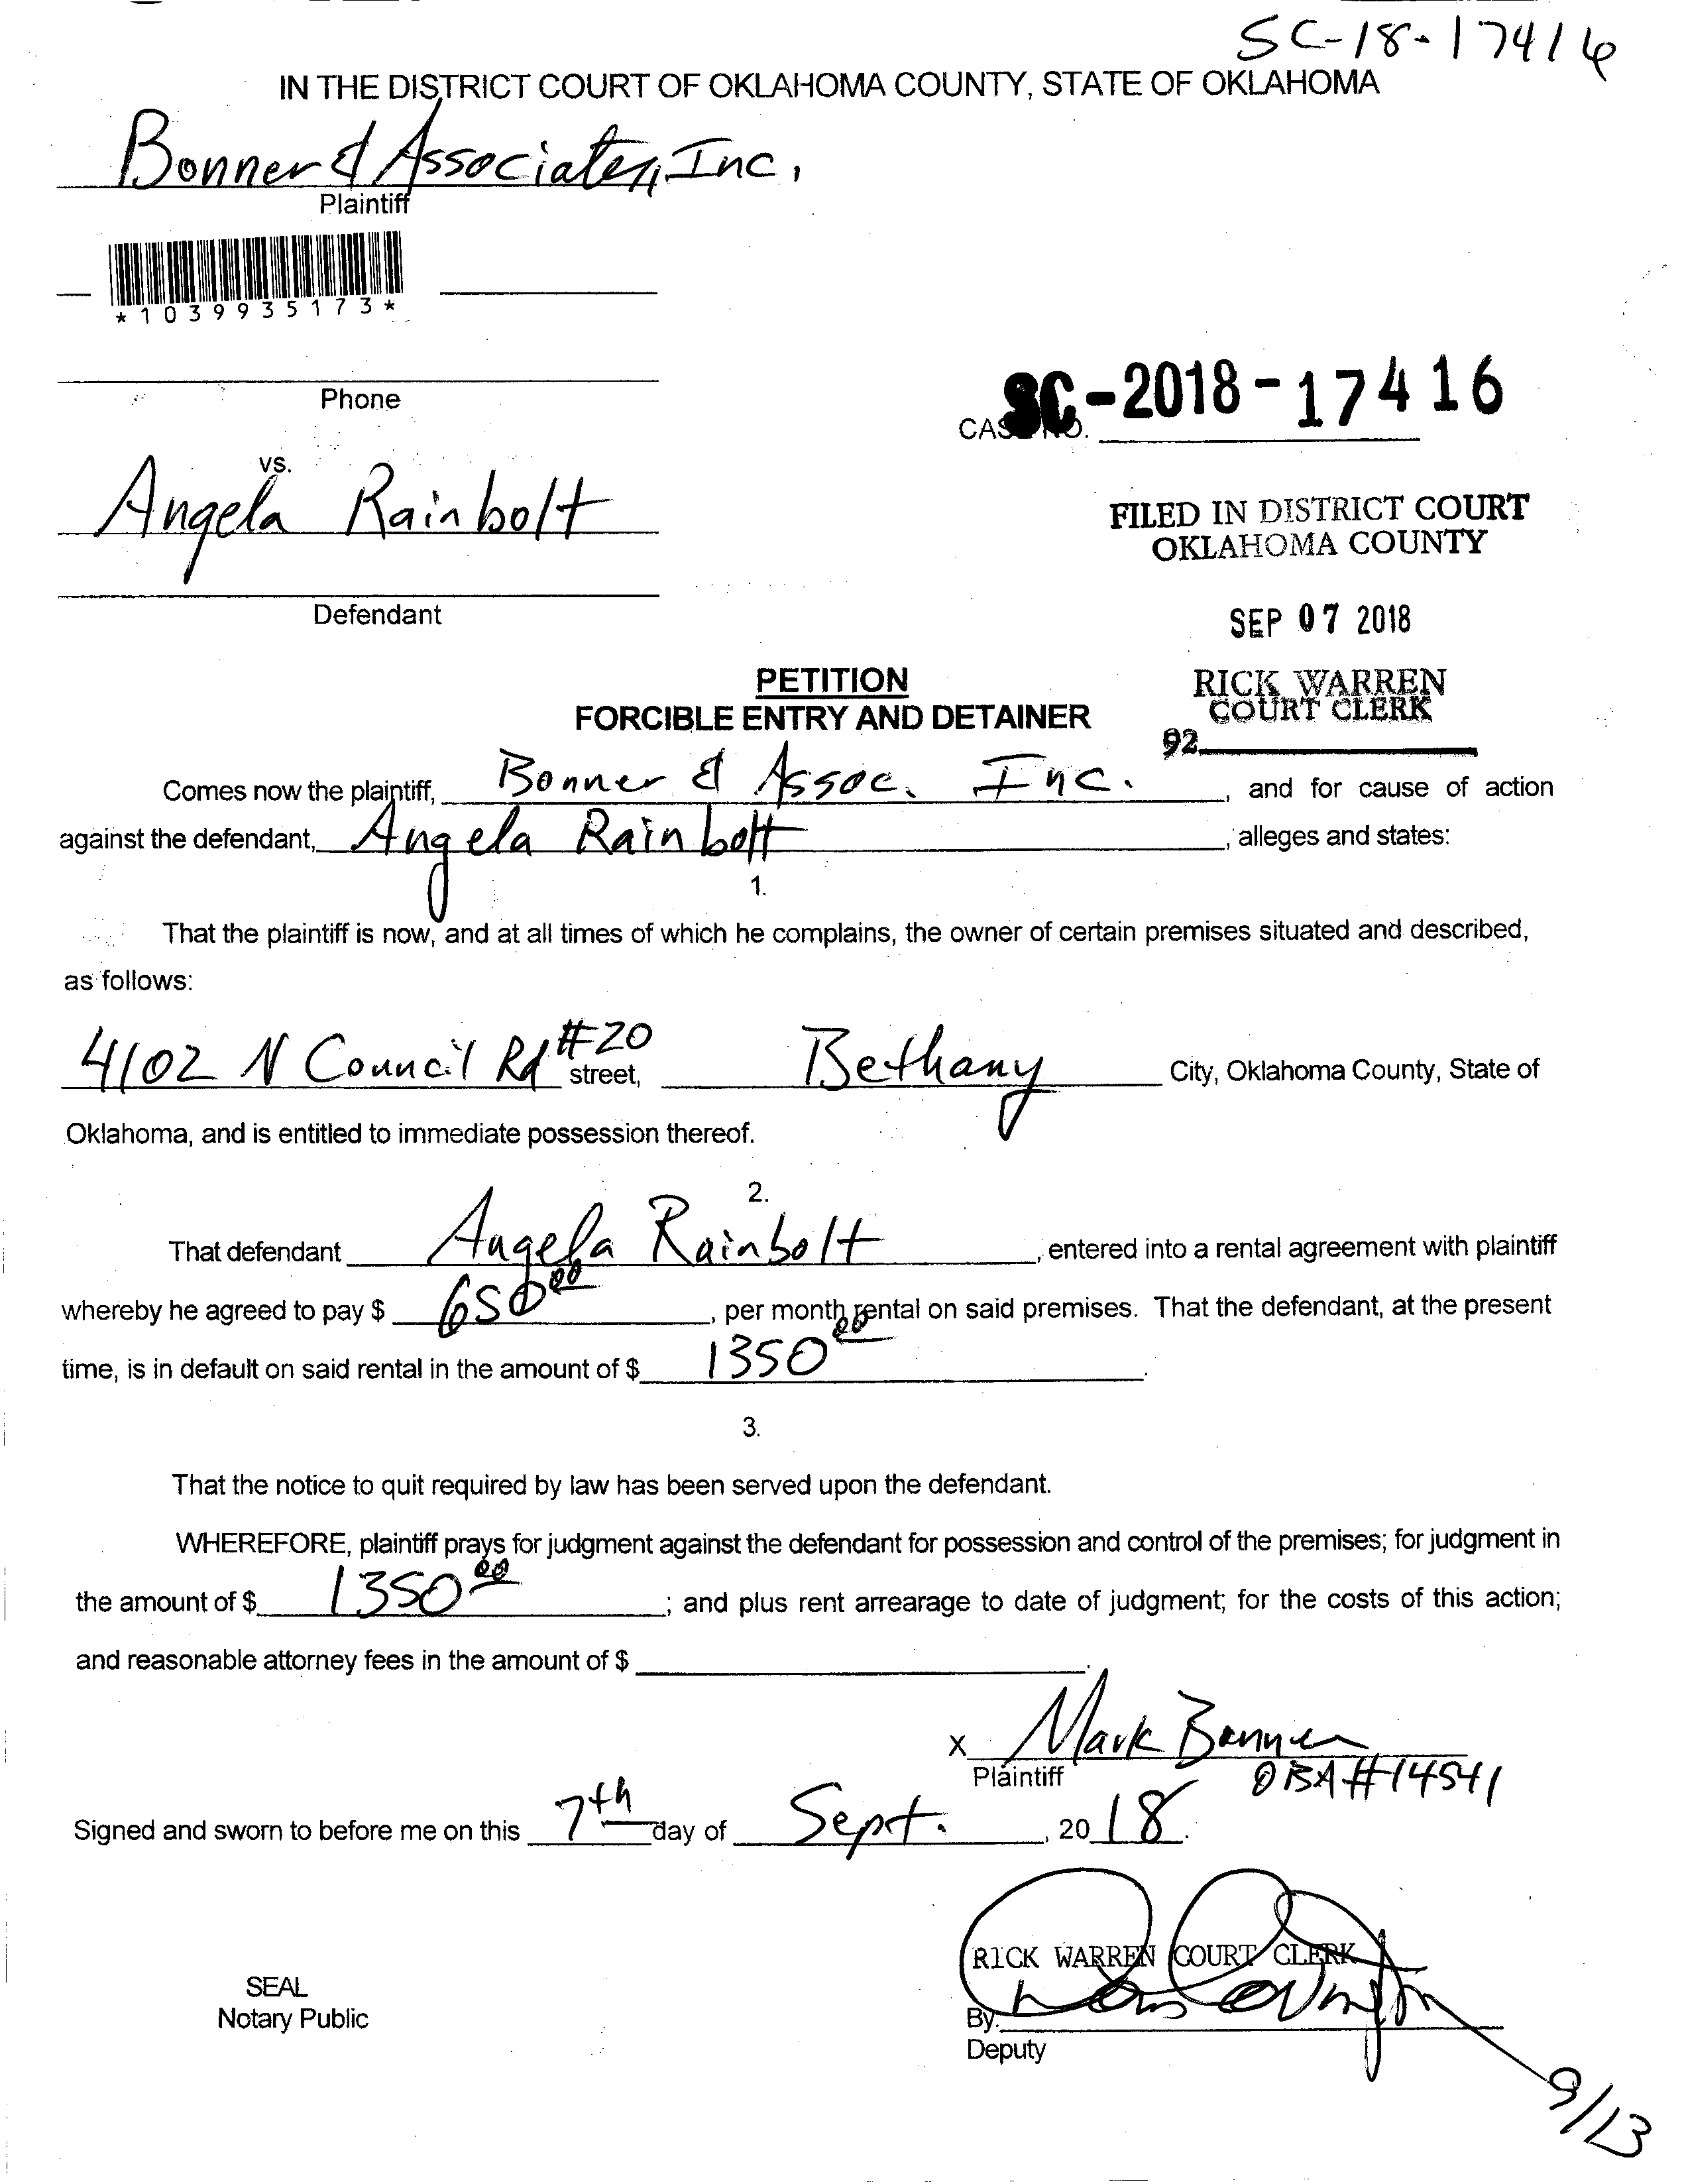 SC-18-17416
IN THE DISTRICT COURT OF OKLAHOMA COUNTY, STATE OF OKLAHOMA
Bonner & Associates, Inc.
Plaintiff
*1039935173*
Phone
SC-2018-17416
CASE NO.
vs.
Angela Rainbolt
FILED IN DISTRICT COURT
OKLAHOMA COUNTY
Defendant
SEP 07 2018
PETITION
FORCIBLE ENTRY AND DETAINER
RICK WARREN
COURT CLERK
92
Comes now the plaintiff, Bonner & Assoc. Inc. , and for cause of action
against the defendant, Angela Rainbolt , alleges and states:
1.
That the plaintiff is now, and at all times of which he complains, the owner of certain premises situated and described,
as follows:
4102 N Council Rd #20 street, Bethany City, Oklahoma County, State of
Oklahoma, and is entitled to immediate possession thereof.
2.
That defendant Angela Rainbolt , entered into a rental agreement with plaintiff
whereby he agreed to pay $ 650 00 , per month rental on said premises. That the defendant, at the present
time, is in default on said rental in the amount of $ 1350 00 .
3.
That the notice to quit required by law has been served upon the defendant.
WHEREFORE, plaintiff prays for judgment against the defendant for possession and control of the premises; for judgment in
the amount of $ 1350 00 ; and plus rent arrearage to date of judgment; for the costs of this action;
and reasonable attorney fees in the amount of $ .
x Mark Bonner
Plaintiff OBA #14541
Signed and sworn to before me on this 7th day of Sept. , 20 18 .
RICK WARREN COURT CLERK
SEAL
Notary Public
By:
Deputy
9/13